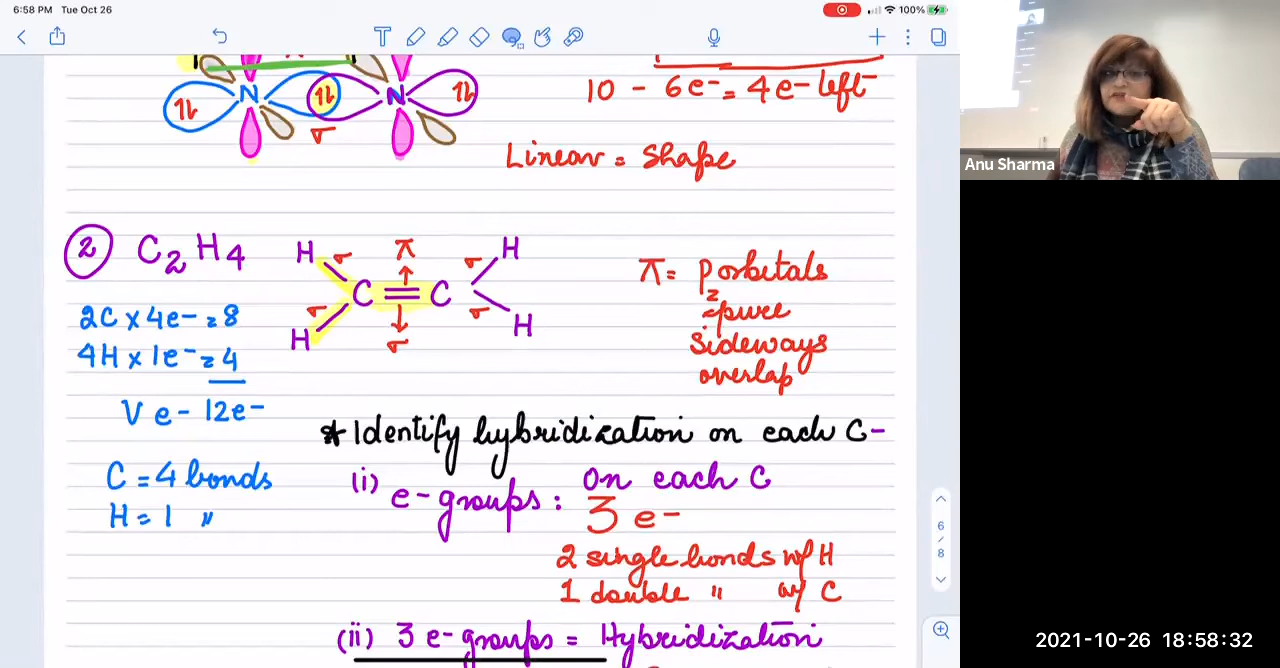 6:58 PM Tue Oct 26
100%
N N
1L 1L 1L
σ
10 - 6e- = 4e- left
Linear = Shape
Anu Sharma
2 C2H4
H σ π σ H
C = C
H σ σ σ H
π = p orbitals
pure
sideways
overlap
2C x 4e- = 8
4H x 1e- = 4
V e- 12e-
* Identify hybridization on each C-
C = 4 bonds
H = 1 "
(i) e-groups: on each C
3 e-
2 single bonds w/ H
1 double " w/ C
(ii) 3 e-groups = Hybridization
6
/
8
2021-10-26 18:58:32